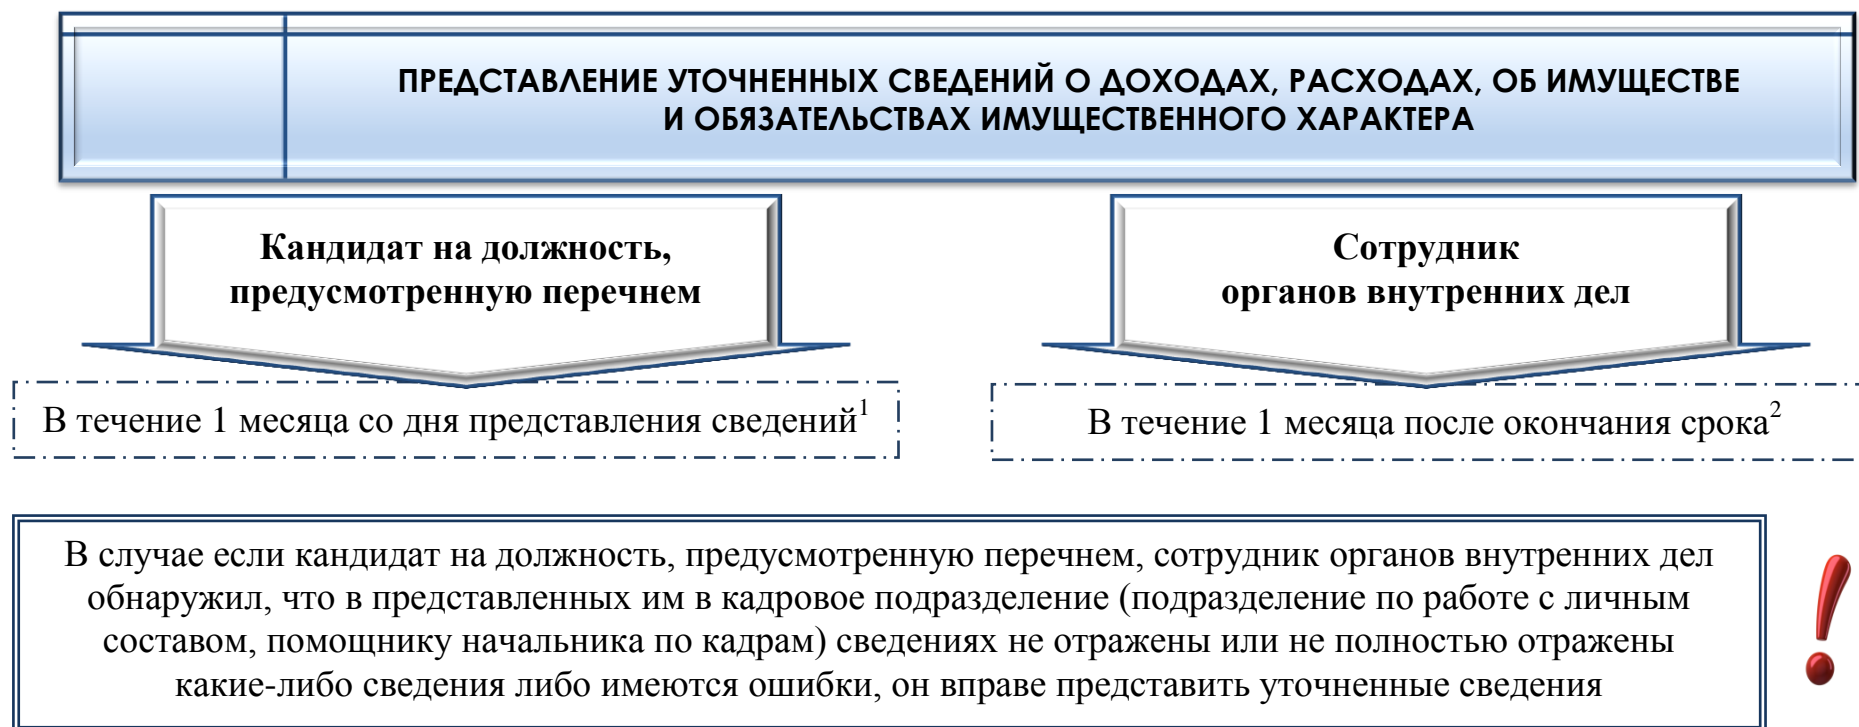 ПРЕДСТАВЛЕНИЕ УТОЧНЕННЫХ СВЕДЕНИЙ О ДОХОДАХ, РАСХОДАХ, ОБ ИМУЩЕСТВЕ
И ОБЯЗАТЕЛЬСТВАХ ИМУЩЕСТВЕННОГО ХАРАКТЕРА
Кандидат на должность,
предусмотренную перечнем
Сотрудник
органов внутренних дел
В течение 1 месяца со дня представления сведений¹
В течение 1 месяца после окончания срока²
В случае если кандидат на должность, предусмотренную перечнем, сотрудник органов внутренних дел
обнаружил, что в представленных им в кадровое подразделение (подразделение по работе с личным
составом, помощнику начальника по кадрам) сведениях не отражены или не полностью отражены
какие-либо сведения либо имеются ошибки, он вправе представить уточненные сведения